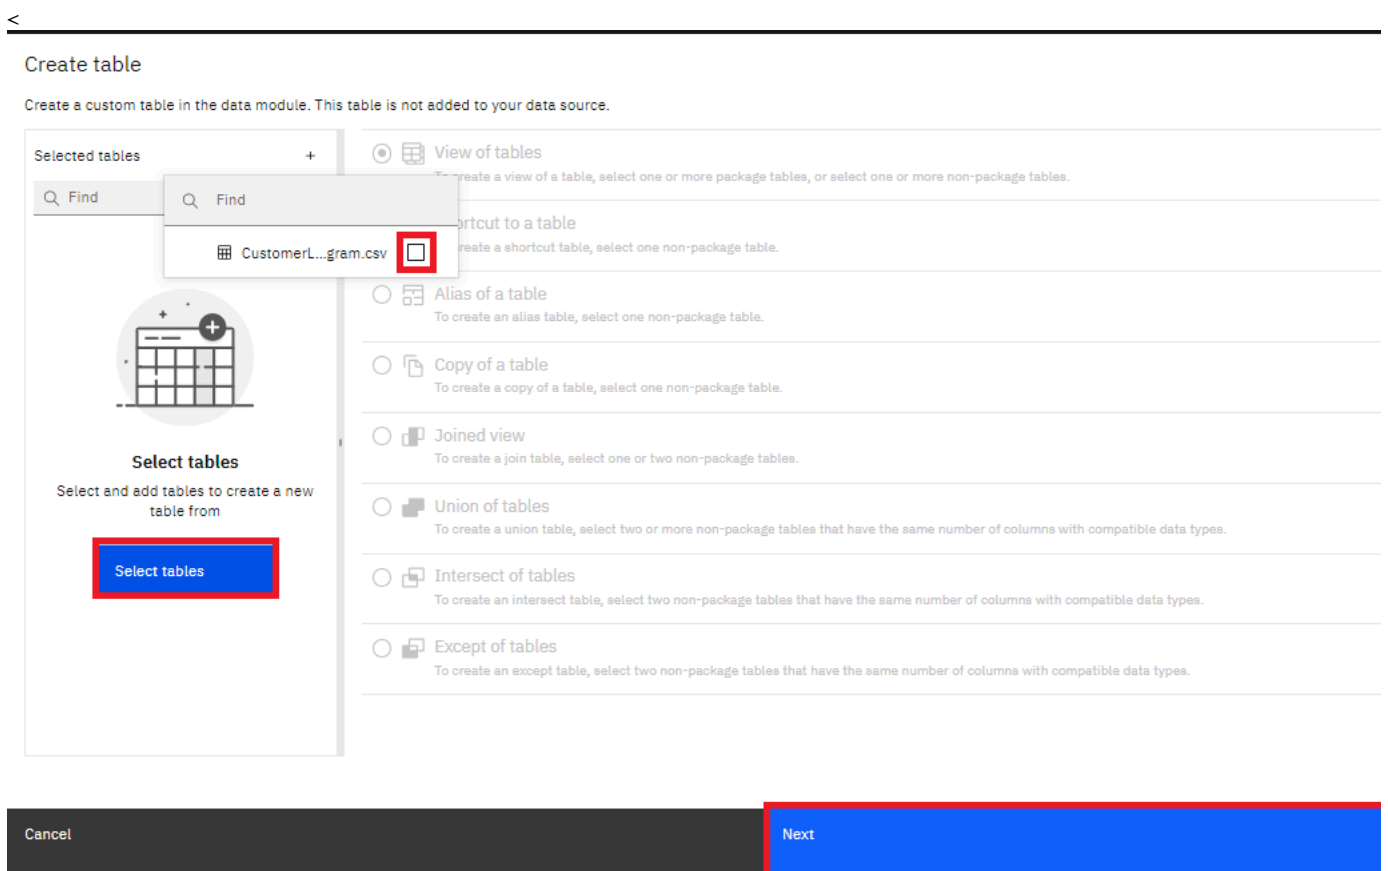 <
Create table
Create a custom table in the data module. This table is not added to your data source.
Selected tables +
Find
Find
CustomerL...gram.csv
Select tables
Select and add tables to create a new
table from
Select tables
View of tables
create a view of a table, select one or more package tables, or select one or more non-package tables.
to a table
create a shortcut table, select one non-package table.
Alias of a table
To create an alias table, select one non-package table.
Copy of a table
To create a copy of a table, select one non-package table.
Joined view
To create a join table, select one or two non-package tables.
Union of tables
To create a union table, select two or more non-package tables that have the same number of columns with compatible data types.
Intersect of tables
To create an intersect table, select two non-package tables that have the same number of columns with compatible data types.
Except of tables
To create an except table, select two non-package tables that have the same number of columns with compatible data types.
Cancel
Next